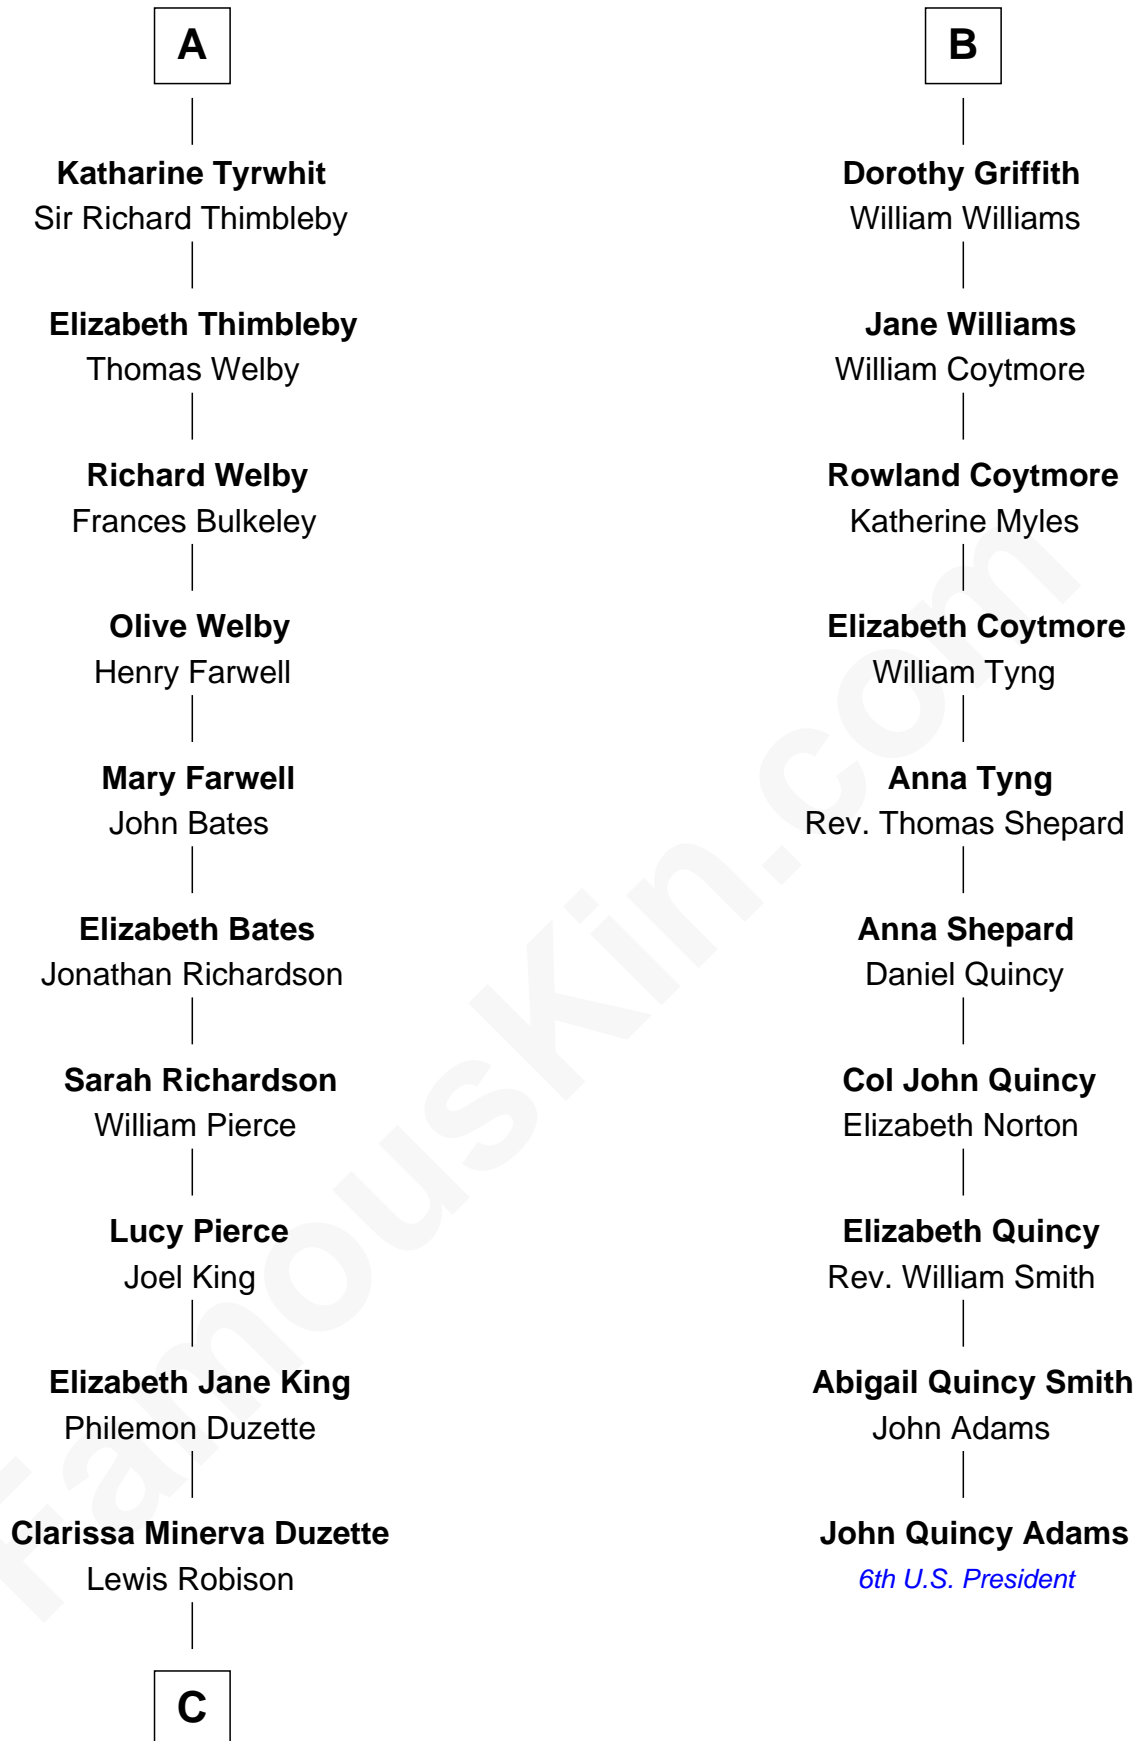 A
Katharine Tyrwhit
Sir Richard Thimbleby
Elizabeth Thimbleby
Thomas Welby
Richard Welby
Frances Bulkeley
Olive Welby
Henry Farwell
Mary Farwell
John Bates
Elizabeth Bates
Jonathan Richardson
Sarah Richardson
William Pierce
Lucy Pierce
Joel King
Elizabeth Jane King
Philemon Duzette
Clarissa Minerva Duzette
Lewis Robison
C
B
Dorothy Griffith
William Williams
Jane Williams
William Coytmore
Rowland Coytmore
Katherine Myles
Elizabeth Coytmore
William Tyng
Anna Tyng
Rev. Thomas Shepard
Anna Shepard
Daniel Quincy
Col John Quincy
Elizabeth Norton
Elizabeth Quincy
Rev. William Smith
Abigail Quincy Smith
John Adams
John Quincy Adams
6th U.S. President
FamousKin.com